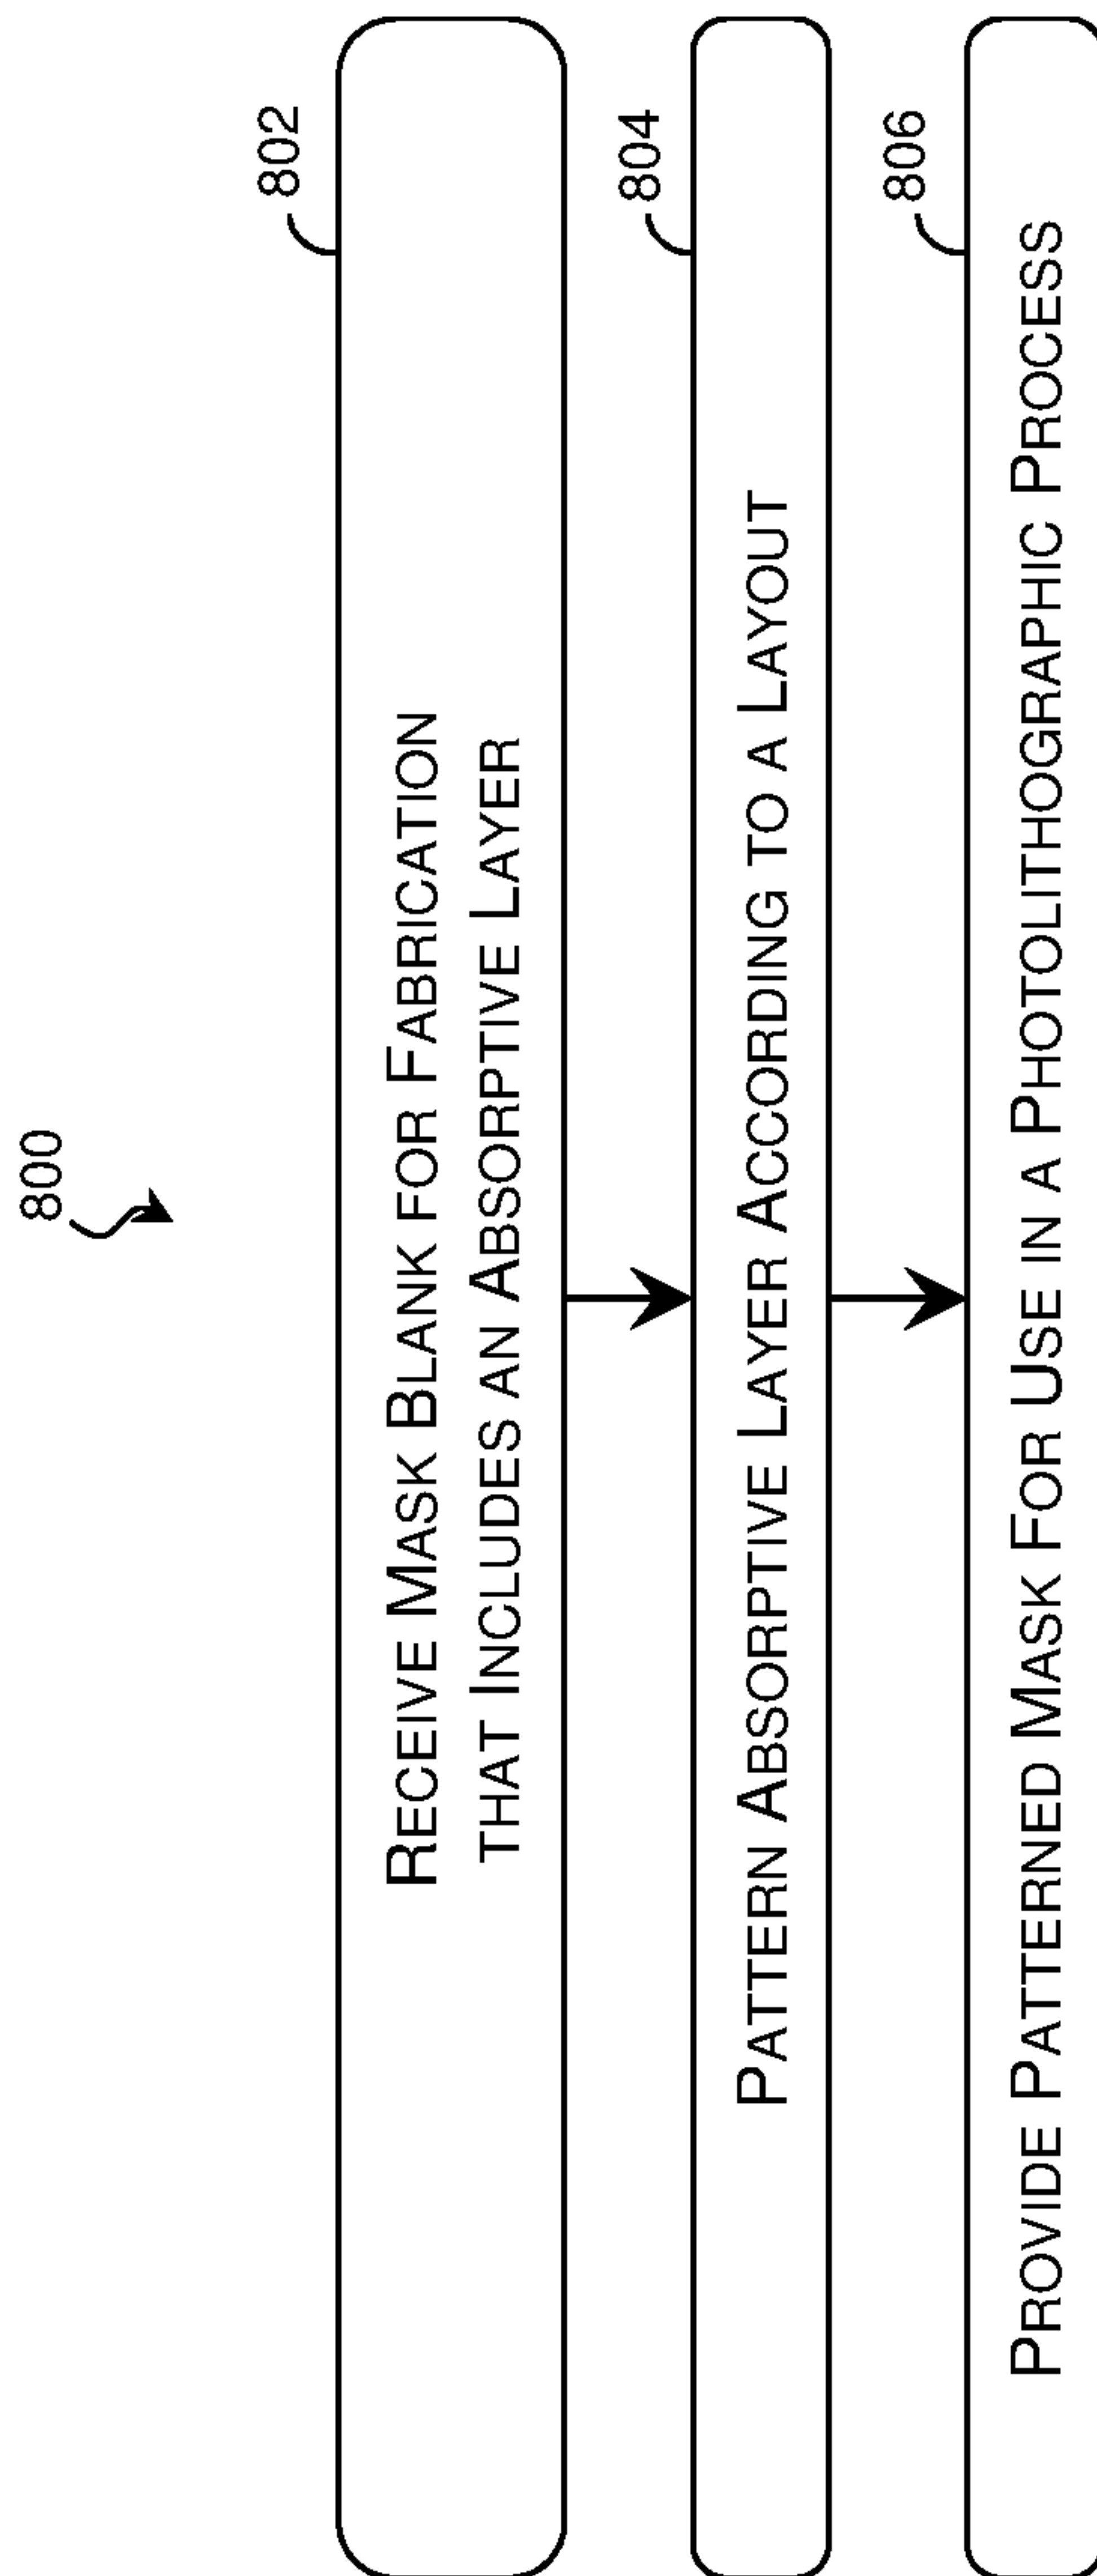 800
802
RECEIVE MASK BLANK FOR FABRICATION
THAT INCLUDES AN ABSORPTIVE LAYER
804
PATTERN ABSORPTIVE LAYER ACCORDING TO A LAYOUT
806
PROVIDE PATTERNED MASK FOR USE IN A PHOTOLITHOGRAPHIC PROCESS